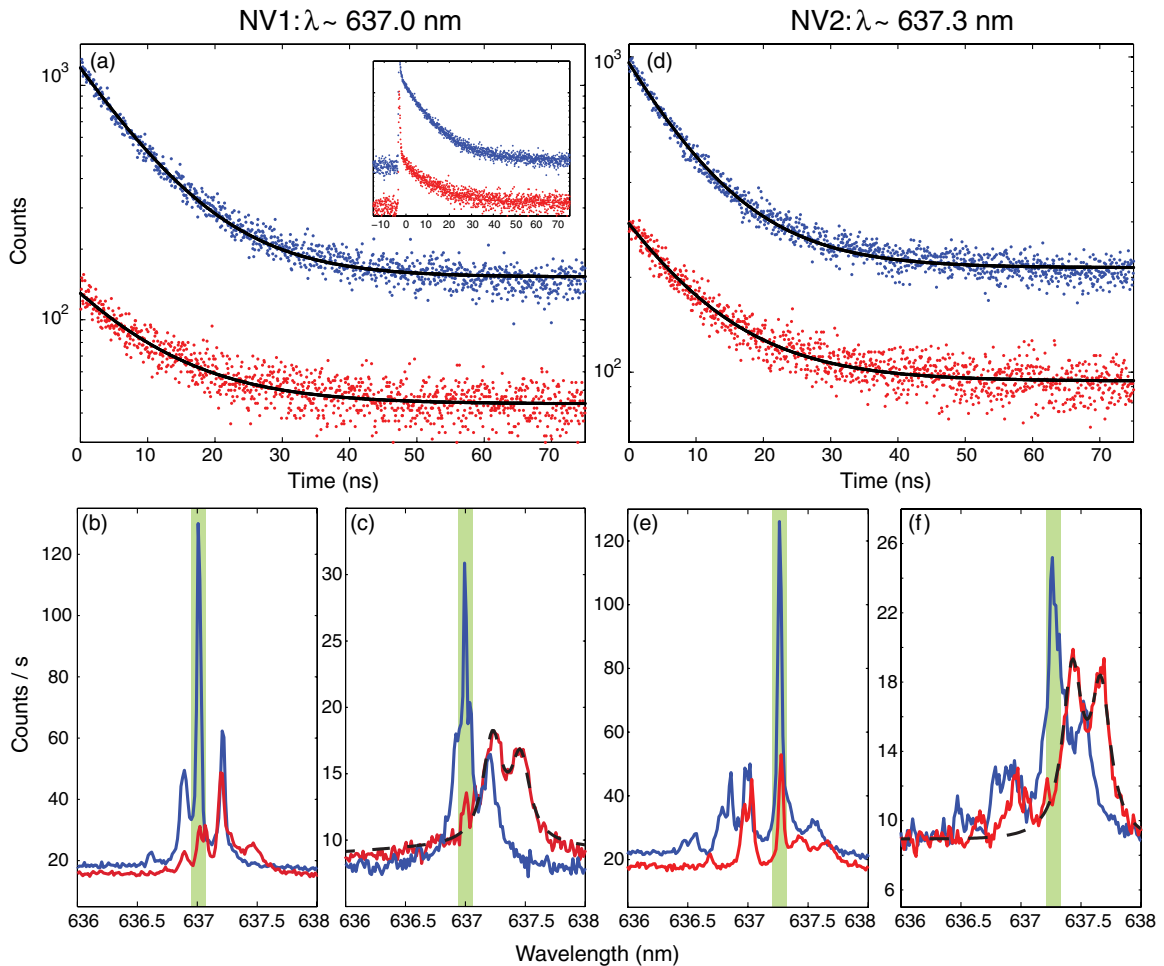 NV1: λ~ 637.0 nm
NV2: λ~ 637.3 nm
(a)
10³
10²
Counts
0 10 20 30 40 50 60 70
Time (ns)
−10 0 10 20 30 40 50 60 70
(d)
10³
10²
0 10 20 30 40 50 60 70
Time (ns)
Counts / s
(b)
120
100
80
60
40
20
636 636.5 637 637.5 638
(c)
30
25
20
15
10
636 636.5 637 637.5 638
(e)
120
100
80
60
40
20
636 636.5 637 637.5 638
(f)
26
22
18
14
10
6
636 636.5 637 637.5 638
Wavelength (nm)